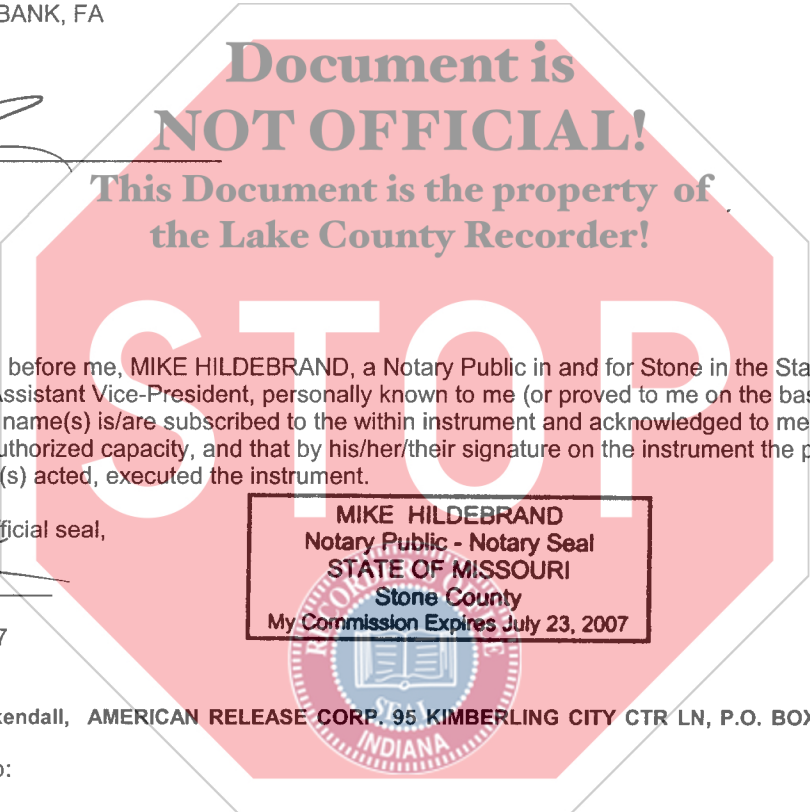 BANK, FA
Document is
NOT OFFICIAL!
This Document is the property of
the Lake County Recorder!
STOP
before me, MIKE HILDEBRAND, a Notary Public in and for Stone in the Sta
Assistant Vice-President, personally known to me (or proved to me on the bas
name(s) is/are subscribed to the within instrument and acknowledged to me
uthorized capacity, and that by his/her/their signature on the instrument the p
(s) acted, executed the instrument.
ficial seal,
MIKE HILDEBRAND
Notary Public - Notary Seal
STATE OF MISSOURI
Stone County
My Commission Expires July 23, 2007
7
RECORDER'S OFFICE
SEAL
INDIANA
kendall, AMERICAN RELEASE CORP. 95 KIMBERLING CITY CTR LN, P.O. BOX
o: